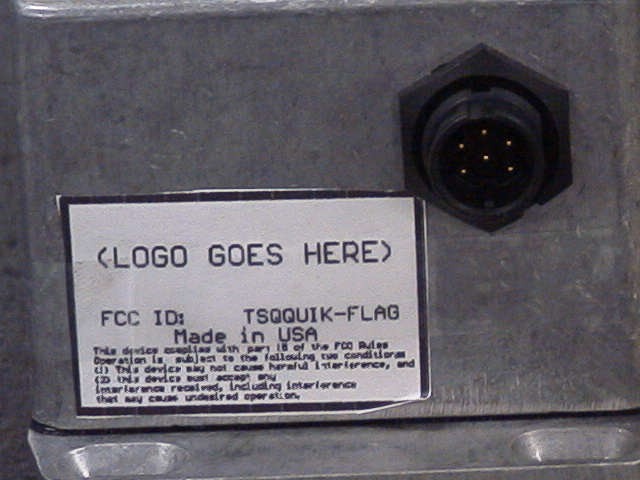 (LOGO GOES HERE)
FCC ID: TSQQUIK-FLAG
Made in USA
This device complies with part 15 of the FCC Rules
Operation is subject to the following two conditions
(1) This device may not cause harmful interference, and
(2) this device must accept any
interference received, including interference
that may cause undesired operation.